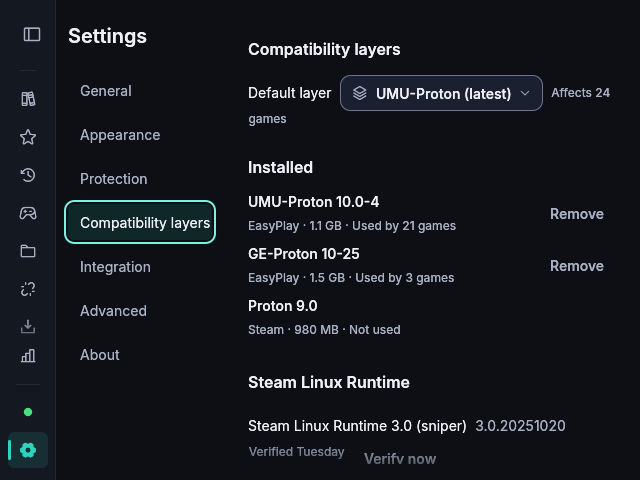 Settings
General
Appearance
Protection
Compatibility layers
Integration
Advanced
About
Compatibility layers
Default layer UMU-Proton (latest) Affects 24
games
Installed
UMU-Proton 10.0-4
EasyPlay · 1.1 GB · Used by 21 games
Remove
GE-Proton 10-25
EasyPlay · 1.5 GB · Used by 3 games
Remove
Proton 9.0
Steam · 980 MB · Not used
Steam Linux Runtime
Steam Linux Runtime 3.0 (sniper) 3.0.20251020
Verified Tuesday Verify now